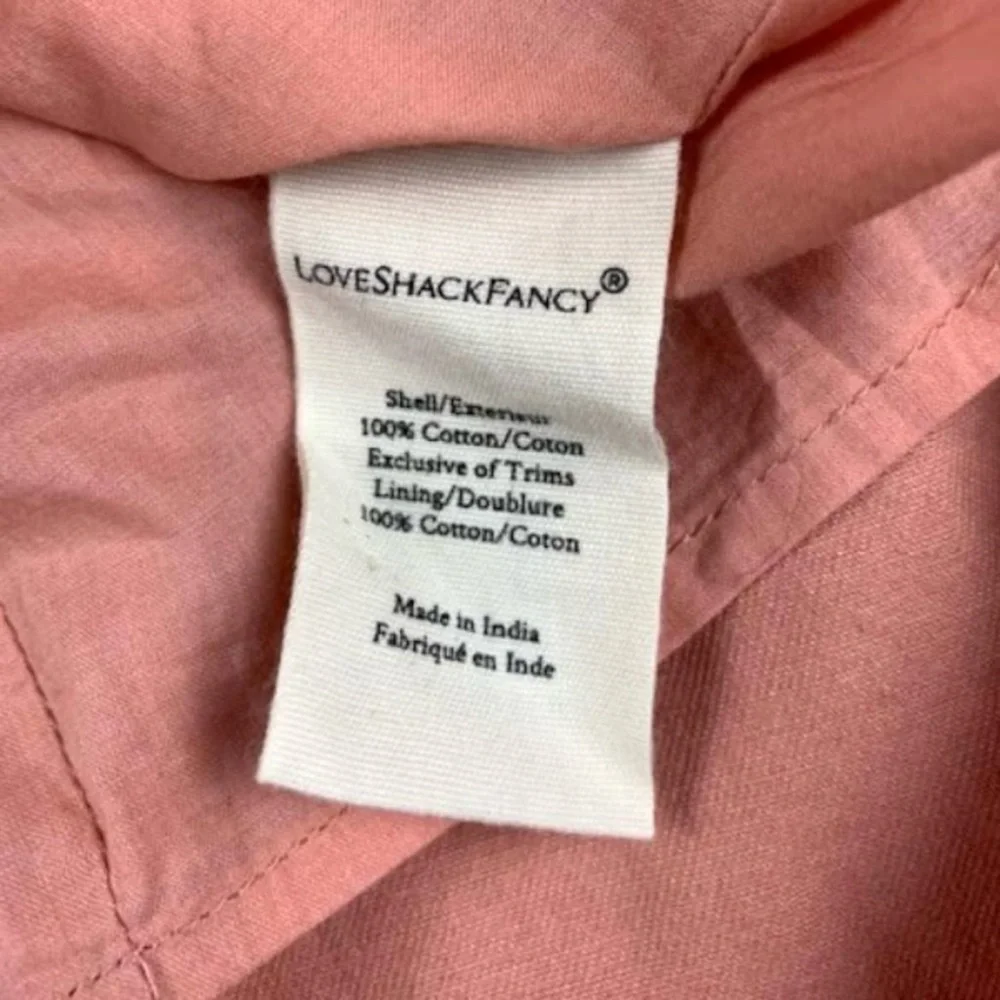 LOVESHACKFANCY®
Shell/Exterieur
100% Cotton/Coton
Exclusive of Trims
Lining/Doublure
100% Cotton/Coton
Made in India
Fabriqué en Inde